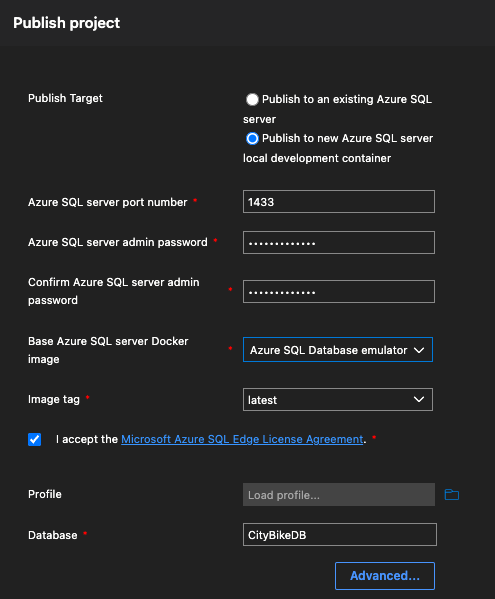 Publish project
Publish Target
Publish to an existing Azure SQL
server
Publish to new Azure SQL server
local development container
Azure SQL server port number *
1433
Azure SQL server admin password *
•••••••••••••
Confirm Azure SQL server admin
password *
•••••••••••••
Base Azure SQL server Docker
image *
Azure SQL Database emulator
Image tag *
latest
I accept the Microsoft Azure SQL Edge License Agreement. *
Profile
Load profile...
Database *
CityBikeDB
Advanced...